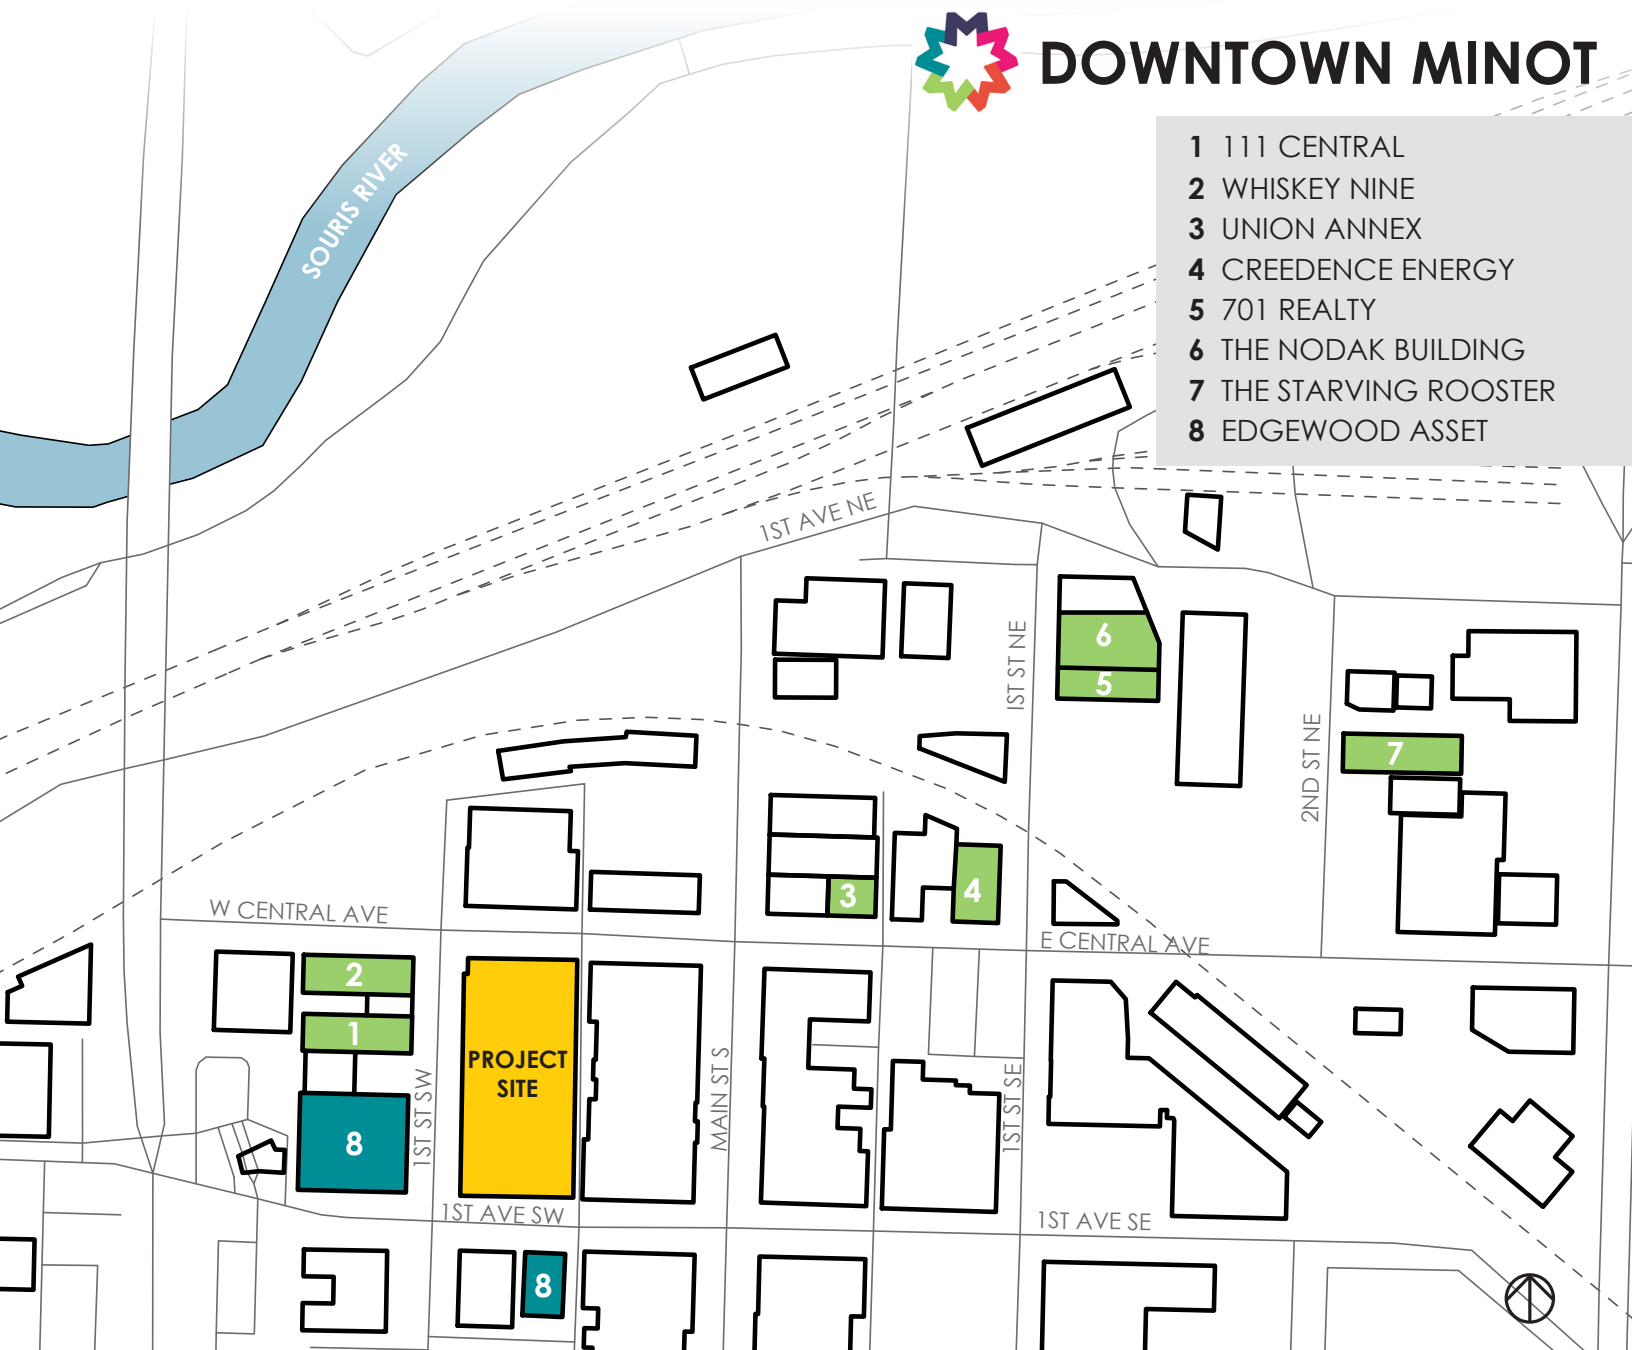 DOWNTOWN MINOT
1 111 CENTRAL
2 WHISKEY NINE
3 UNION ANNEX
4 CREEDENCE ENERGY
5 701 REALTY
6 THE NODAK BUILDING
7 THE STARVING ROOSTER
8 EDGEWOOD ASSET
SOURIS RIVER
1ST AVE NE
IST ST NE
6
5
2ND ST NE
7
3
4
W CENTRAL AVE
E CENTRAL AVE
2
1
PROJECT
SITE
8
1ST ST SW
MAIN ST S
1ST ST SE
1ST AVE SW
1ST AVE SE
8